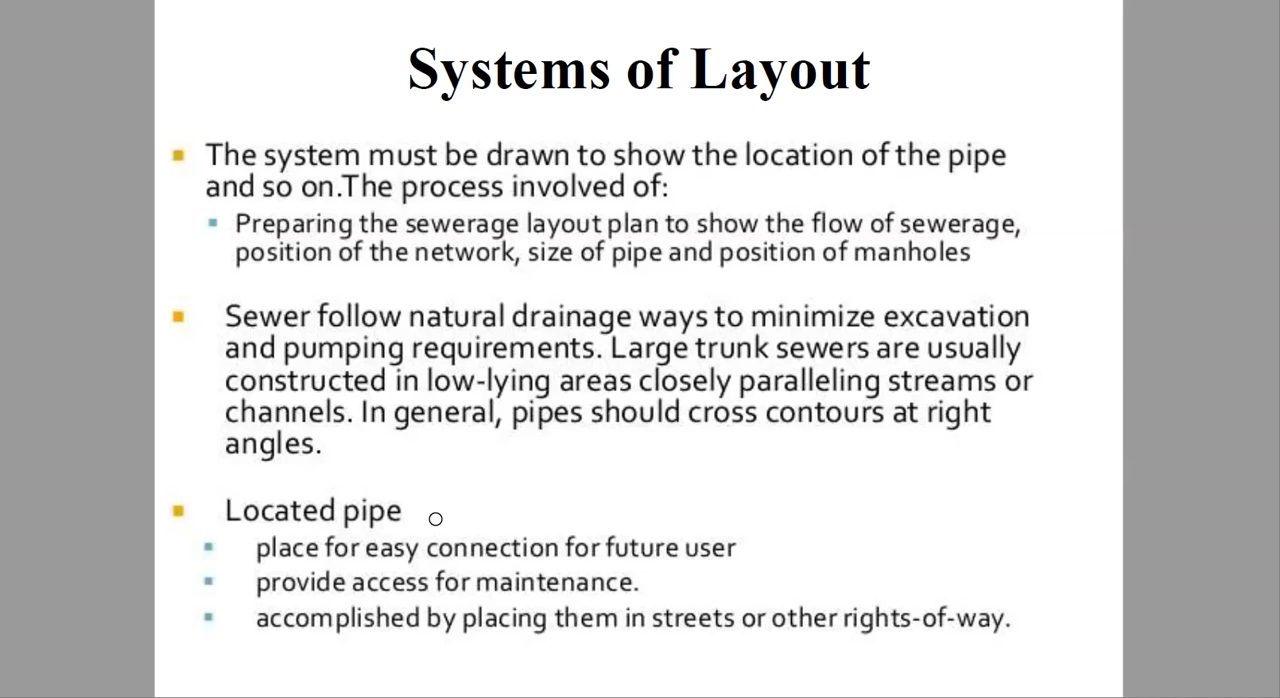 Systems of Layout
The system must be drawn to show the location of the pipe
and so on.The process involved of:
Preparing the sewerage layout plan to show the flow of sewerage,
position of the network, size of pipe and position of manholes
Sewer follow natural drainage ways to minimize excavation
and pumping requirements. Large trunk sewers are usually
constructed in low-lying areas closely paralleling streams or
channels. In general, pipes should cross contours at right
angles.
Located pipe
place for easy connection for future user
provide access for maintenance.
accomplished by placing them in streets or other rights-of-way.